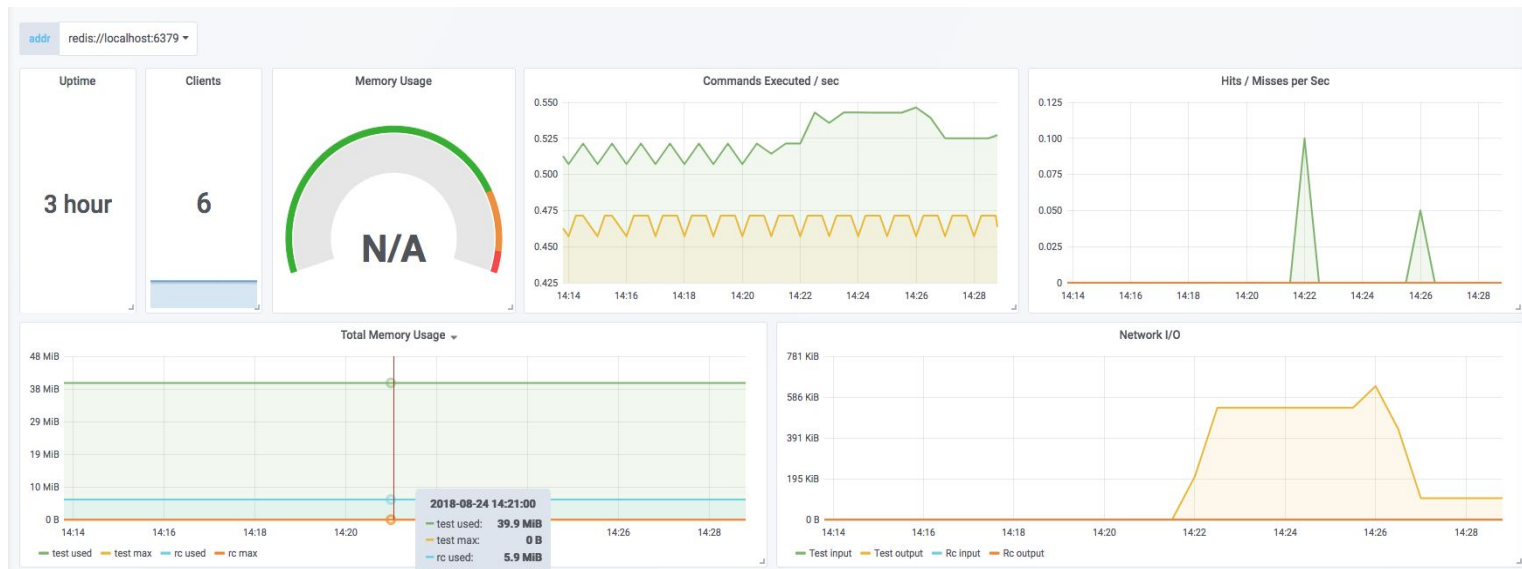 addr redis://localhost:6379
Uptime
3 hour
Clients
6
Memory Usage
N/A
Commands Executed / sec
0.550
0.525
0.500
0.475
0.450
0.425
14:14 14:16 14:18 14:20 14:22 14:24 14:26 14:28
Hits / Misses per Sec
0.125
0.100
0.075
0.050
0.025
0
14:14 14:16 14:18 14:20 14:22 14:24 14:26 14:28
Total Memory Usage
48 MiB
38 MiB
29 MiB
19 MiB
10 MiB
0 B
14:14 14:16 14:18 14:20 14:26 14:28
2018-08-24 14:21:00
test used: 39.9 MiB
test max: 0 B
rc used: 5.9 MiB
test used test max rc used rc max
Network I/O
781 KiB
586 KiB
391 KiB
195 KiB
0 B
14:14 14:16 14:18 14:20 14:22 14:24 14:26 14:28
Test input Test output Rc input Rc output